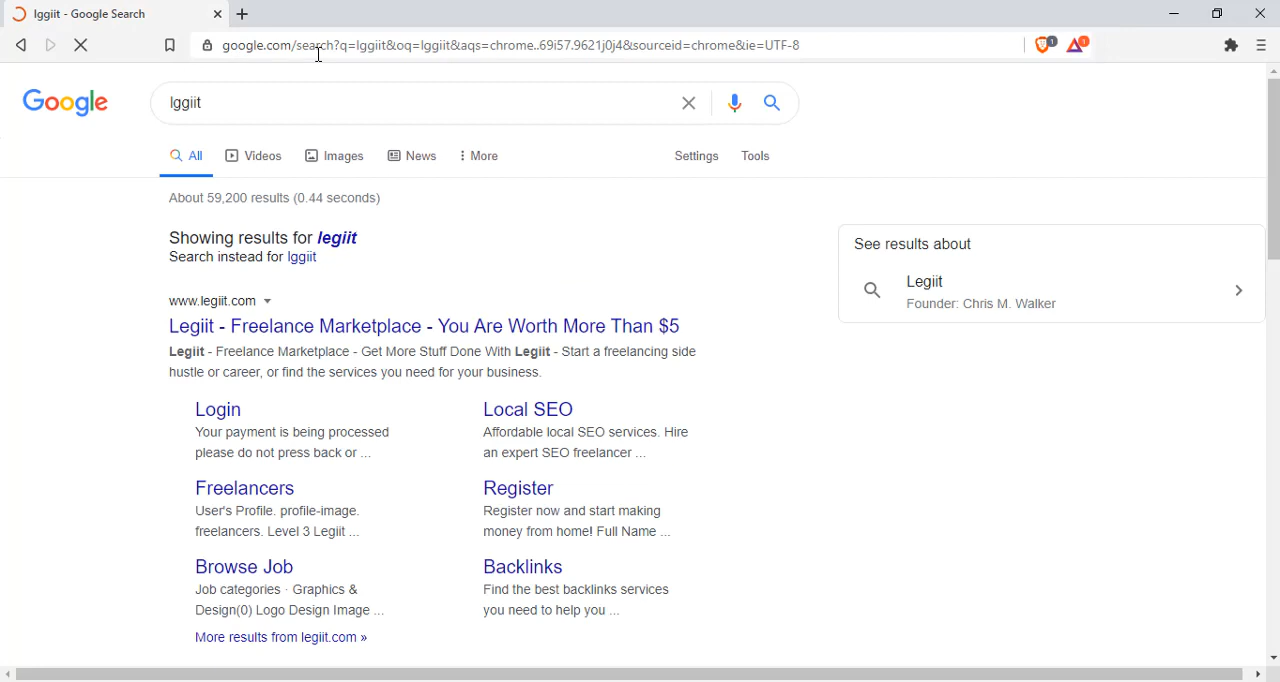 lggiit - Google Search
google.com/search?q=lggiit&oq=lggiit&aqs=chrome..69i57.9621j0j4&sourceid=chrome&ie=UTF-8
1
1
Google
lggiit
All
Videos
Images
News
More
Settings
Tools
About 59,200 results (0.44 seconds)
Showing results for legiit
Search instead for lggiit
See results about
Legiit
Founder: Chris M. Walker
www.legiit.com
Legiit - Freelance Marketplace - You Are Worth More Than $5
Legiit - Freelance Marketplace - Get More Stuff Done With Legiit - Start a freelancing side
hustle or career, or find the services you need for your business.
Login
Your payment is being processed
please do not press back or ...
Local SEO
Affordable local SEO services. Hire
an expert SEO freelancer ...
Freelancers
User's Profile. profile-image.
freelancers. Level 3 Legiit ...
Register
Register now and start making
money from home! Full Name ...
Browse Job
Job categories · Graphics &
Design(0) Logo Design Image ...
Backlinks
Find the best backlinks services
you need to help you ...
More results from legiit.com »